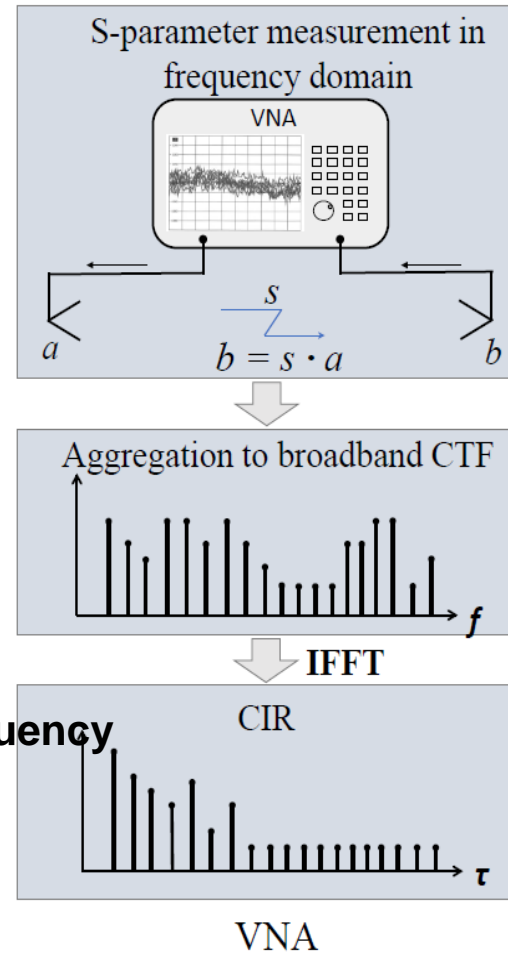 S-parameter measurement in
frequency domain
VNA
s
a
b = s · a
b
Aggregation to broadband CTF
f
IFFT
CIR
uency
τ
VNA